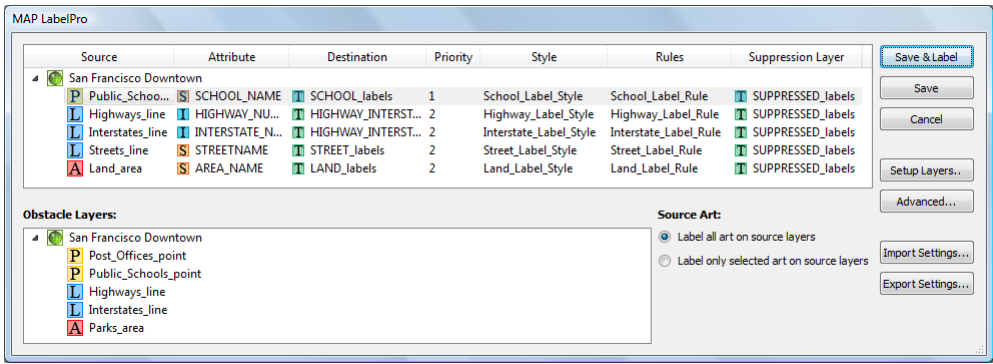 MAP LabelPro
Source Attribute Destination Priority Style Rules Suppression Layer
San Francisco Downtown
P Public_Schoo... S SCHOOL_NAME T SCHOOL_labels 1 School_Label_Style School_Label_Rule T SUPPRESSED_labels
L Highways_line I HIGHWAY_NU... T HIGHWAY_INTERST... 2 Highway_Label_Style Highway_Label_Rule T SUPPRESSED_labels
L Interstates_line I INTERSTATE_N... T HIGHWAY_INTERST... 2 Interstate_Label_Style Interstate_Label_Rule T SUPPRESSED_labels
L Streets_line S STREETNAME T STREET_labels 2 Street_Label_Style Street_Label_Rule T SUPPRESSED_labels
A Land_area S AREA_NAME T LAND_labels 2 Land_Label_Style Land_Label_Rule T SUPPRESSED_labels
Save & Label
Save
Cancel
Setup Layers..
Advanced...
Import Settings...
Export Settings...
Obstacle Layers:
San Francisco Downtown
P Post_Offices_point
P Public_Schools_point
L Highways_line
L Interstates_line
A Parks_area
Source Art:
Label all art on source layers
Label only selected art on source layers